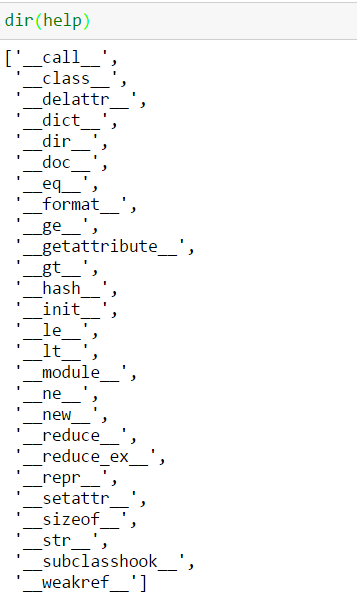 dir(help)
['__call__',
'__class__',
'__delattr__',
'__dict__',
'__dir__',
'__doc__',
'__eq__',
'__format__',
'__ge__',
'__getattribute__',
'__gt__',
'__hash__',
'__init__',
'__le__',
'__lt__',
'__module__',
'__ne__',
'__new__',
'__reduce__',
'__reduce_ex__',
'__repr__',
'__setattr__',
'__sizeof__',
'__str__',
'__subclasshook__',
'__weakref__']